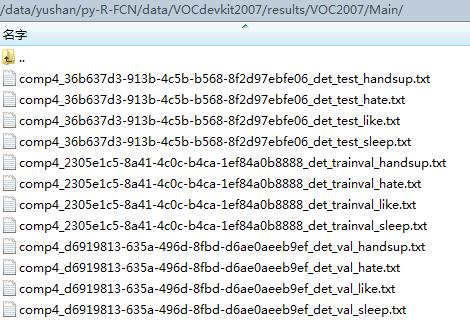 /data/yushan/py-R-FCN/data/VOCdevkit2007/results/VOC2007/Main/
名字
..
comp4_36b637d3-913b-4c5b-b568-8f2d97ebfe06_det_test_handsup.txt
comp4_36b637d3-913b-4c5b-b568-8f2d97ebfe06_det_test_hate.txt
comp4_36b637d3-913b-4c5b-b568-8f2d97ebfe06_det_test_like.txt
comp4_36b637d3-913b-4c5b-b568-8f2d97ebfe06_det_test_sleep.txt
comp4_2305e1c5-8a41-4c0c-b4ca-1ef84a0b8888_det_trainval_handsup.txt
comp4_2305e1c5-8a41-4c0c-b4ca-1ef84a0b8888_det_trainval_hate.txt
comp4_2305e1c5-8a41-4c0c-b4ca-1ef84a0b8888_det_trainval_like.txt
comp4_2305e1c5-8a41-4c0c-b4ca-1ef84a0b8888_det_trainval_sleep.txt
comp4_d6919813-635a-496d-8fbd-d6ae0aeeb9ef_det_val_handsup.txt
comp4_d6919813-635a-496d-8fbd-d6ae0aeeb9ef_det_val_hate.txt
comp4_d6919813-635a-496d-8fbd-d6ae0aeeb9ef_det_val_like.txt
comp4_d6919813-635a-496d-8fbd-d6ae0aeeb9ef_det_val_sleep.txt